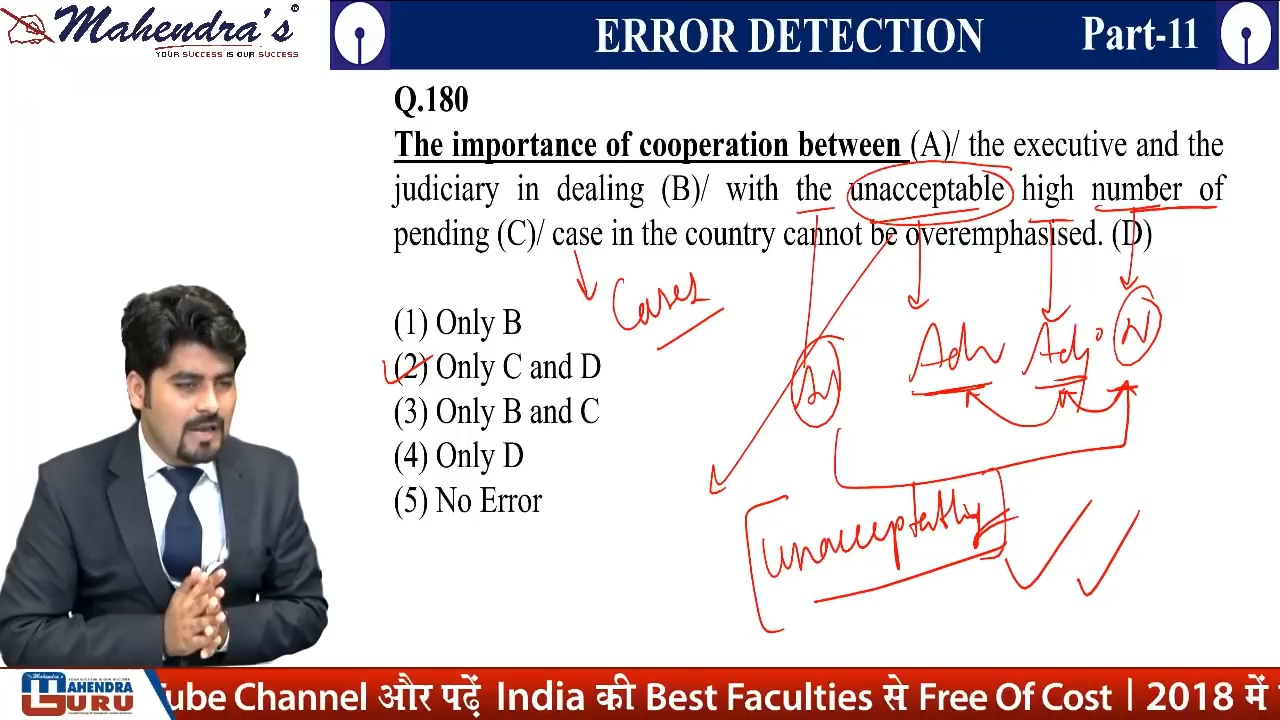 Mahendra's
YOUR SUCCESS IS OUR SUCCESS
ERROR DETECTION
Part-11
Q.180
The importance of cooperation between (A)/ the executive and the
judiciary in dealing (B)/ with the unacceptable high number of
pending (C)/ case in the country cannot be overemphasised. (D)
Cases
(1) Only B
(2) Only C and D
(3) Only B and C
(4) Only D
(5) No Error
Adv Adj N
N
unacceptably
MAHENDRA
GURU
Tube Channel और पढ़ें India की Best Faculties से Free Of Cost | 2018 में